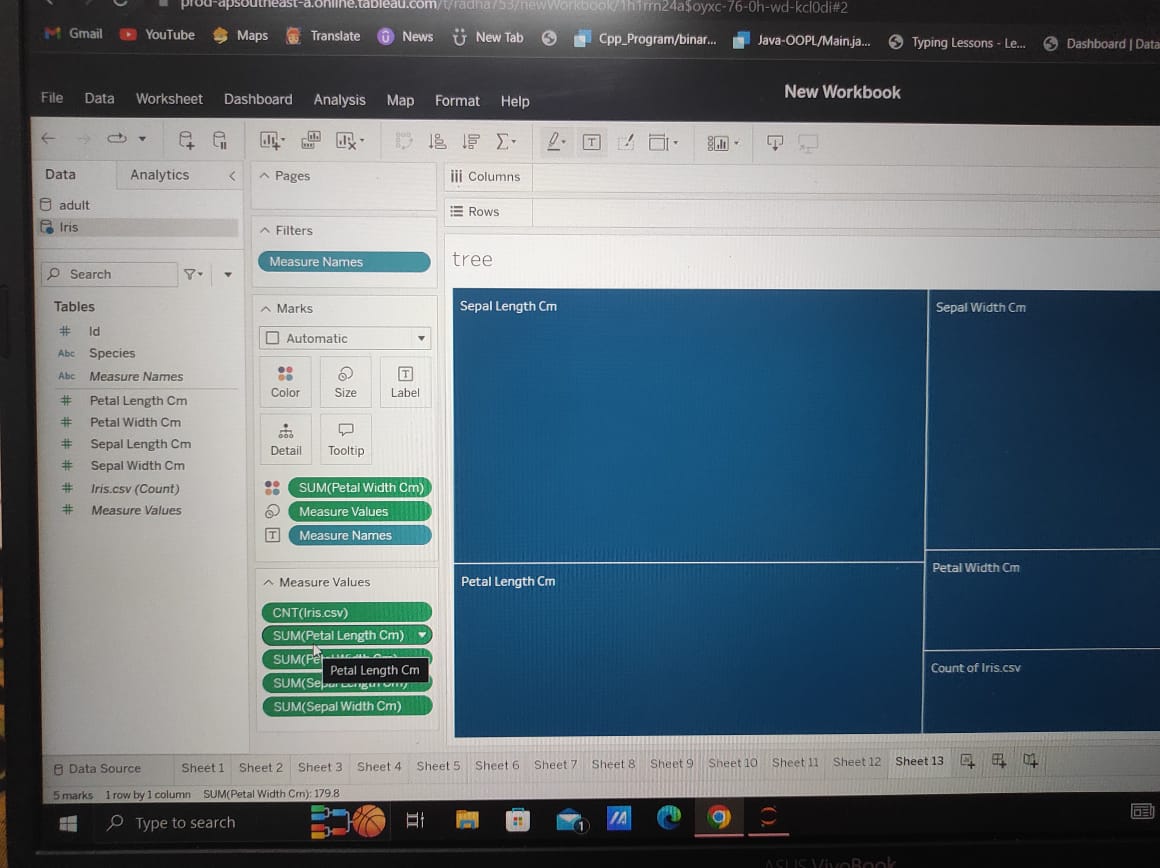 prod-apsoutheast-a.online.tableau.com/t/radha753/newWorkbook/1h1rrn24a$oyxc-76-0h-wd-kcl0di#2
Gmail YouTube Maps Translate News New Tab Cpp_Program/binar... Java-OOPL/Main.ja... Typing Lessons - Le... Dashboard | Data
File Data Worksheet Dashboard Analysis Map Format Help New Workbook
Data Analytics Pages Columns
adult
Iris Rows
Filters
Measure Names tree
Search
Tables Marks Sepal Length Cm Sepal Width Cm
# Id
Abc Species Automatic
Abc Measure Names
# Petal Length Cm Color Size T Label
# Petal Width Cm
# Sepal Length Cm Detail Tooltip
# Sepal Width Cm
# Iris.csv (Count) SUM(Petal Width Cm)
# Measure Values Measure Values
T Measure Names
Petal Width Cm
Measure Values Petal Length Cm
CNT(Iris.csv)
SUM(Petal Length Cm)
SUM(Pe
Petal Length Cm Count of Iris.csv
SUM(Sepal Length Cm)
SUM(Sepal Width Cm)
Data Source Sheet 1 Sheet 2 Sheet 3 Sheet 4 Sheet 5 Sheet 6 Sheet 7 Sheet 8 Sheet 9 Sheet 10 Sheet 11 Sheet 12 Sheet 13
5 marks 1 row by 1 column SUM(Petal Width Cm): 179.8
Type to search 1
ASUS VivoBook